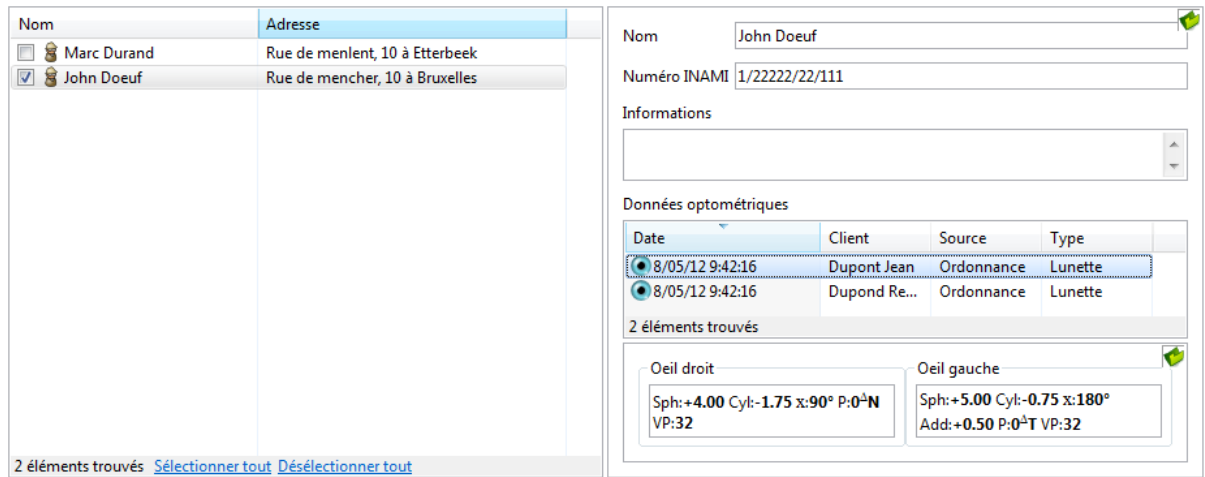 Nom Adresse
Marc Durand Rue de menlent, 10 à Etterbeek
John Doeuf Rue de mencher, 10 à Bruxelles
2 éléments trouvés Sélectionner tout Désélectionner tout
Nom John Doeuf
Numéro INAMI 1/22222/22/111
Informations
Données optométriques
Date Client Source Type
8/05/12 9:42:16 Dupont Jean Ordonnance Lunette
8/05/12 9:42:16 Dupond Re... Ordonnance Lunette
2 éléments trouvés
Oeil droit
Sph:+4.00 Cyl:-1.75 x:90° P:0ᐃN
VP:32
Oeil gauche
Sph:+5.00 Cyl:-0.75 x:180°
Add:+0.50 P:0ᐃT VP:32